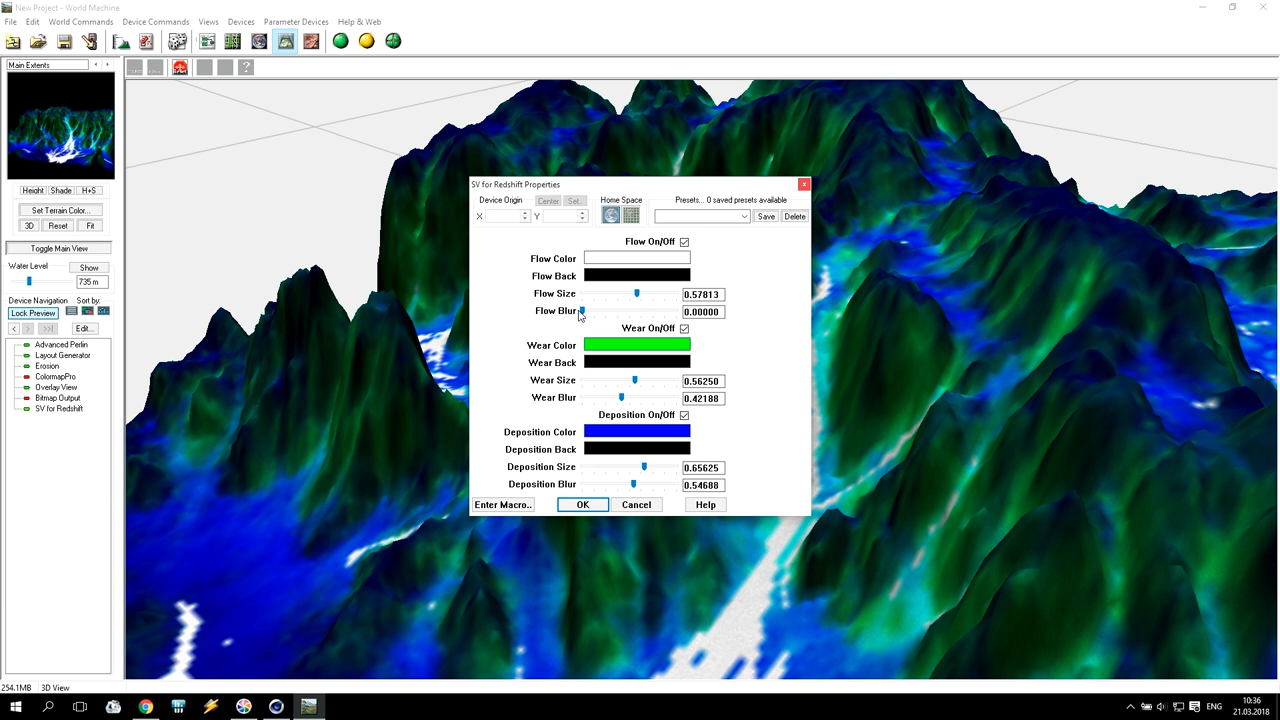 New Project - World Machine
File Edit World Commands Device Commands Views Devices Parameter Devices Help & Web
Main Extents
Height Shade H+S
Set Terrain Color...
3D Reset Fit
Toggle Main View
Water Level Show
735 m
Device Navigation Sort by:
Lock Preview
Edit...
Advanced Perlin
Layout Generator
Erosion
ColormapPro
Overlay View
Bitmap Output
SV for Redshift
SV for Redshift Properties
Device Origin Center Set.. Home Space Presets... 0 saved presets available
X Y Save Delete
Flow On/Off
Flow Color
Flow Back
Flow Size 0.57813
Flow Blur 0.00000
Wear On/Off
Wear Color
Wear Back
Wear Size 0.56250
Wear Blur 0.42188
Deposition On/Off
Deposition Color
Deposition Back
Deposition Size 0.65625
Deposition Blur 0.54688
Enter Macro.. OK Cancel Help
254.1MB 3D View
ENG
10:36
21.03.2018